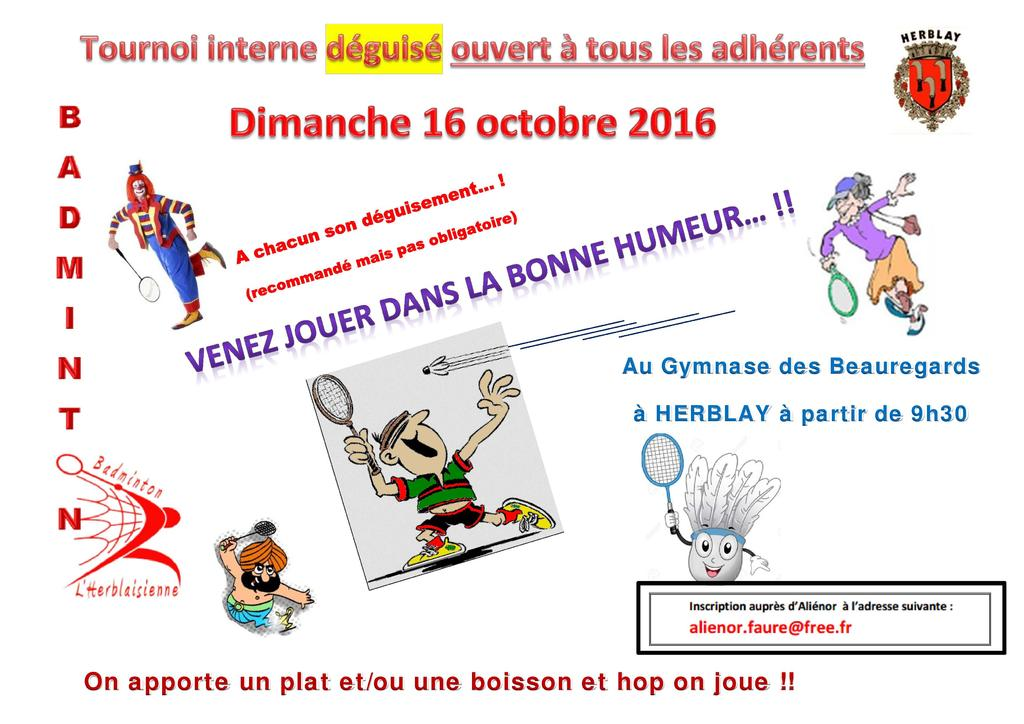 Tournoi interne déguisé ouvert à tous les adhérents
HERBLAY
Dimanche 16 octobre 2016
B
A
D
M
I
N
T
N
A chacun son déguisement... !
(recommandé mais pas obligatoire)
VENEZ JOUER DANS LA BONNE HUMEUR... !!
Au Gymnase des Beauregards
à HERBLAY à partir de 9h30
Badminton
L'Herblaisienne
Inscription auprès d'Aliénor à l'adresse suivante :
alienor.faure@free.fr
On apporte un plat et/ou une boisson et hop on joue !!